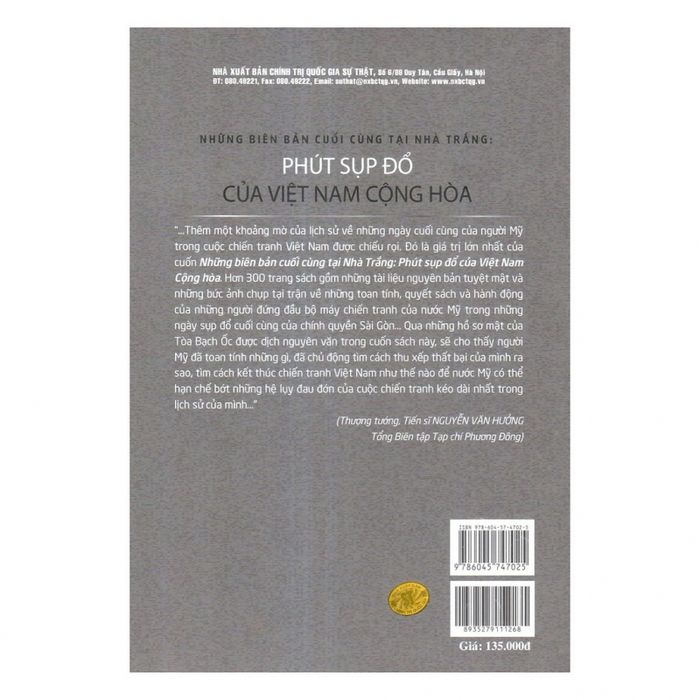 NHÀ XUẤT BẢN CHÍNH TRỊ QUỐC GIA SỰ THẬT, Số 6/86 Duy Tân, Cầu Giấy, Hà Nội
ĐT: 080.49221, Fax: 080.49222, Email: suthat@nxbctqg.vn, Website: www.nxbctqg.vn
NHỮNG BIÊN BẢN CUỐI CÙNG TẠI NHÀ TRẮNG:
PHÚT SỤP ĐỔ
CỦA VIỆT NAM CỘNG HÒA
"...Thêm một khoảng mờ của lịch sử về những ngày cuối cùng của người Mỹ
trong cuộc chiến tranh Việt Nam được chiếu rọi. Đó là giá trị lớn nhất của
cuốn Những biên bản cuối cùng tại Nhà Trắng: Phút sụp đổ của Việt Nam
Cộng hòa. Hơn 300 trang sách gồm những tài liệu nguyên bản tuyệt mật và
những bức ảnh chụp tại trận về những toan tính, quyết sách và hành động
của những người đứng đầu bộ máy chiến tranh của nước Mỹ trong những
ngày sụp đổ cuối cùng của chính quyền Sài Gòn... Qua những hồ sơ mật của
Tòa Bạch Ốc được dịch nguyên văn trong cuốn sách này, sẽ cho thấy người
Mỹ đã toan tính những gì, đã chủ động tìm cách thu xếp thất bại của mình ra
sao, tìm cách kết thúc chiến tranh Việt Nam như thế nào để nước Mỹ có thể
hạn chế bớt những hệ lụy đau đớn của cuộc chiến tranh kéo dài nhất trong
lịch sử của mình..."
(Thượng tướng. Tiến sĩ NGUYỄN VĂN HƯỞNG
Tổng Biên tập Tạp chí Phương Đông)
ISBN 978-604-57-4702-5
9 786045 747025
8935279111268
Giá: 135.000đ